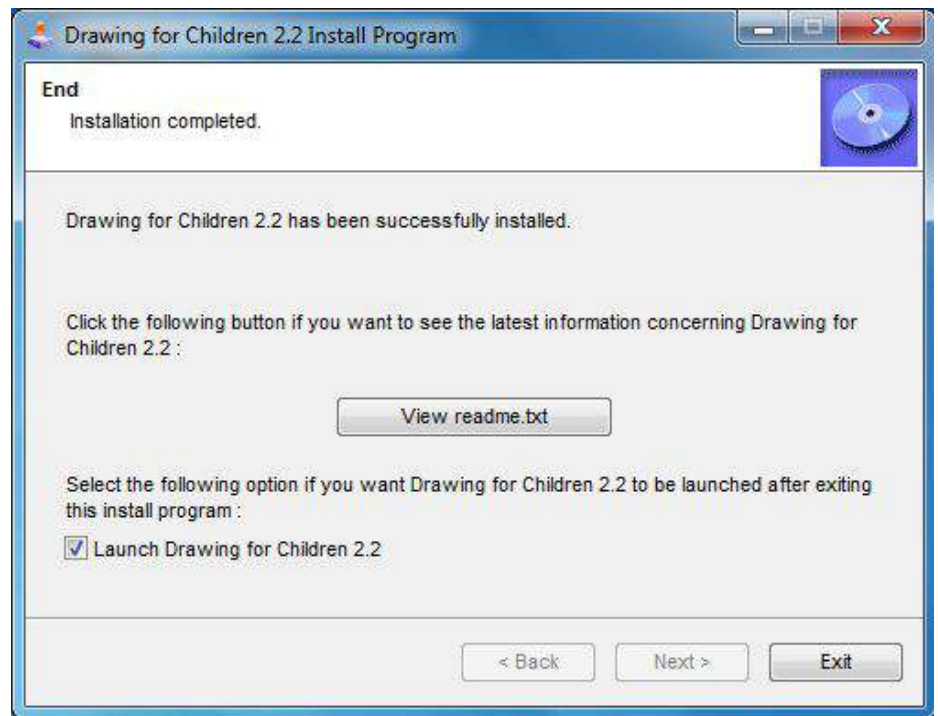 Drawing for Children 2.2 Install Program
End
Installation completed.
Drawing for Children 2.2 has been successfully installed.
Click the following button if you want to see the latest information concerning Drawing for
Children 2.2 :
View readme.txt
Select the following option if you want Drawing for Children 2.2 to be launched after exiting
this install program :
Launch Drawing for Children 2.2
< Back
Next >
Exit